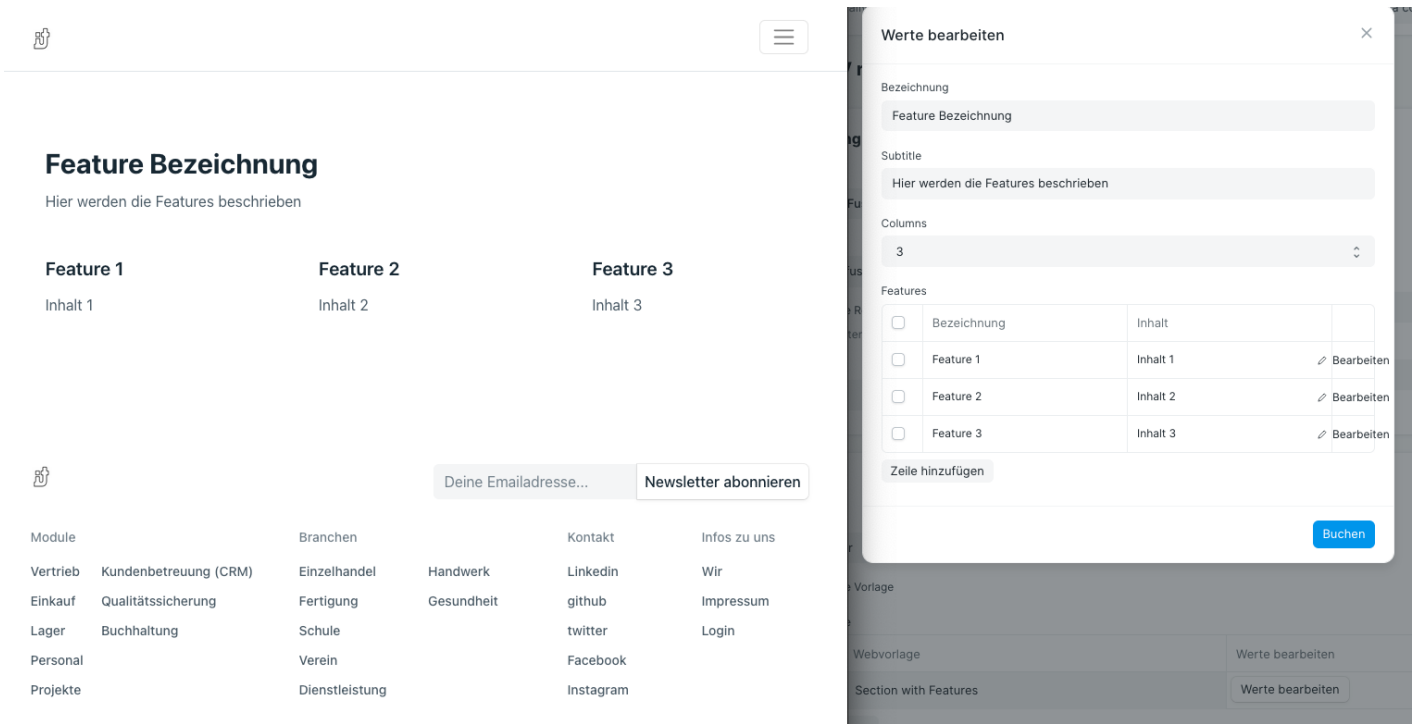 Feature Bezeichnung
Hier werden die Features beschrieben
Feature 1 Feature 2 Feature 3
Inhalt 1 Inhalt 2 Inhalt 3
Deine Emailadresse... Newsletter abonnieren
Module Branchen Kontakt Infos zu uns
Vertrieb Kundenbetreuung (CRM) Einzelhandel Handwerk Linkedin Wir
Einkauf Qualitätssicherung Fertigung Gesundheit github Impressum
Lager Buchhaltung Schule twitter Login
Personal Verein Facebook
Projekte Dienstleistung Instagram
Werte bearbeiten
Bezeichnung
Feature Bezeichnung
Subtitle
Hier werden die Features beschrieben
Columns
3
Features
Bezeichnung Inhalt
Feature 1 Inhalt 1 Bearbeiten
Feature 2 Inhalt 2 Bearbeiten
Feature 3 Inhalt 3 Bearbeiten
Zeile hinzufügen
Buchen
Vorlage
Webvorlage Werte bearbeiten
Section with Features Werte bearbeiten